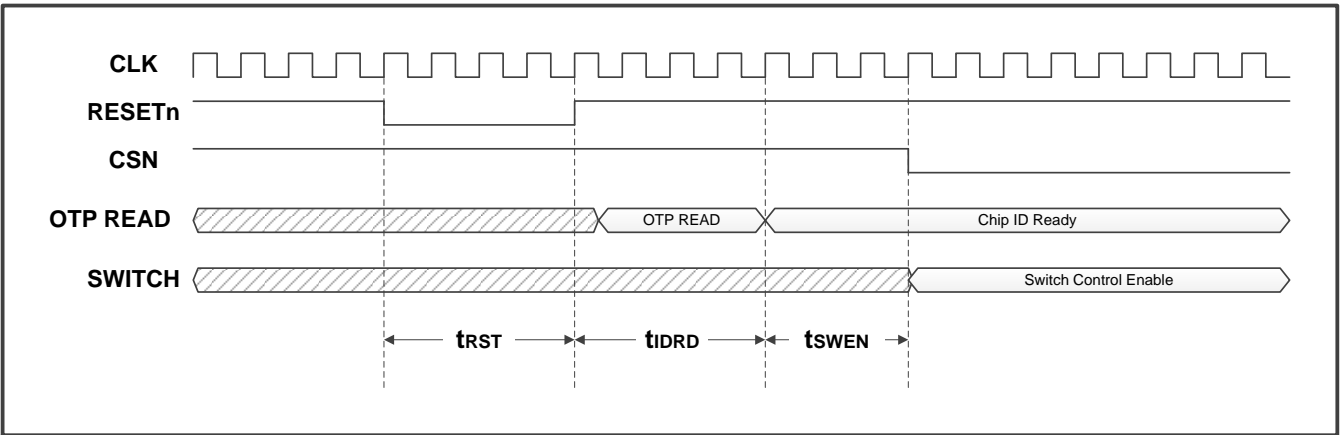 CLK
RESETn
CSN
OTP READ OTP READ Chip ID Ready
SWITCH Switch Control Enable
tRST tIDRD tSWEN